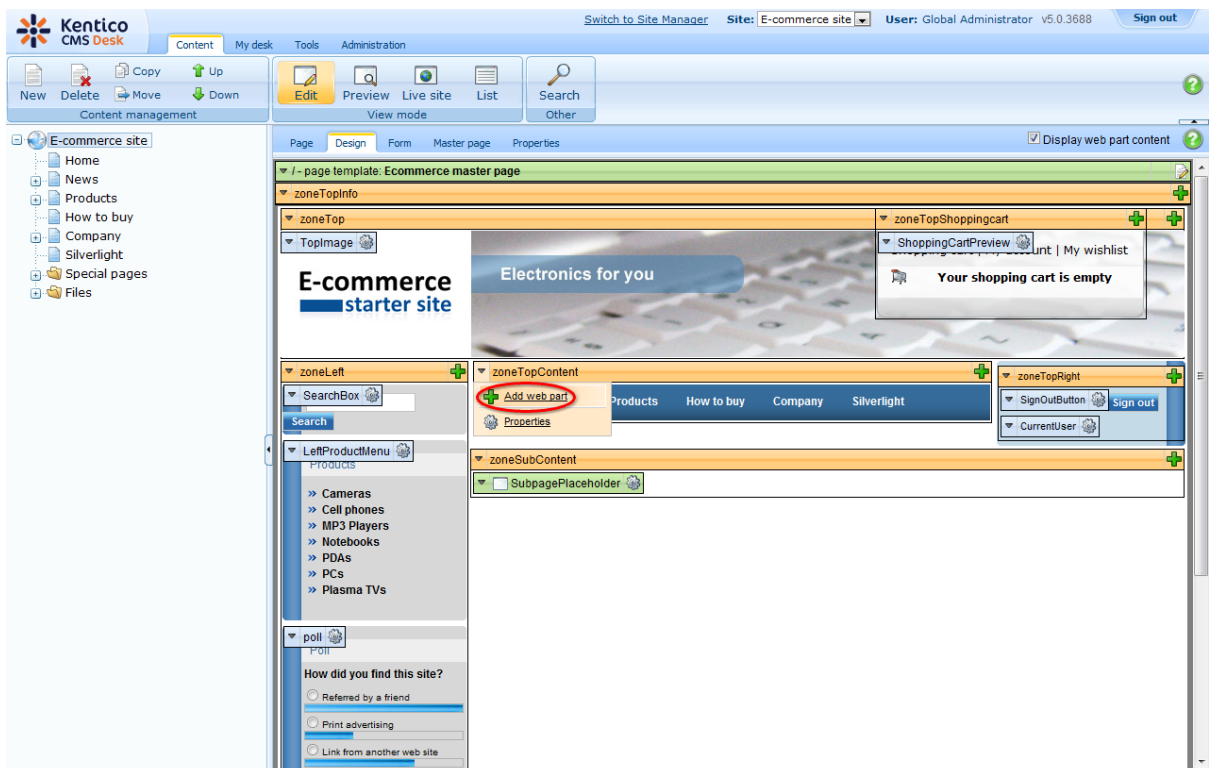 Kentico
CMS Desk
Switch to Site Manager Site: E-commerce site User: Global Administrator v5.0.3688 Sign out
Content My desk Tools Administration
New Delete Copy Move Up Down
Content management
Edit Preview Live site List
View mode
Search
Other
E-commerce site
Home
News
Products
How to buy
Company
Silverlight
Special pages
Files
Page Design Form Master page Properties
Display web part content
/ - page template: Ecommerce master page
zoneTopInfo
zoneTop
zoneTopShoppingcart
TopImage
ShoppingCartPreview
My wishlist
E-commerce
starter site
Electronics for you
Your shopping cart is empty
zoneLeft
zoneTopContent
zoneTopRight
SearchBox
Search
Add web part
Properties
Products How to buy Company Silverlight
SignOutButton
Sign out
CurrentUser
LeftProductMenu
Products
zoneSubContent
SubpagePlaceholder
» Cameras
» Cell phones
» MP3 Players
» Notebooks
» PDAs
» PCs
» Plasma TVs
poll
Poll
How did you find this site?
Referred by a friend
Print advertising
Link from another web site